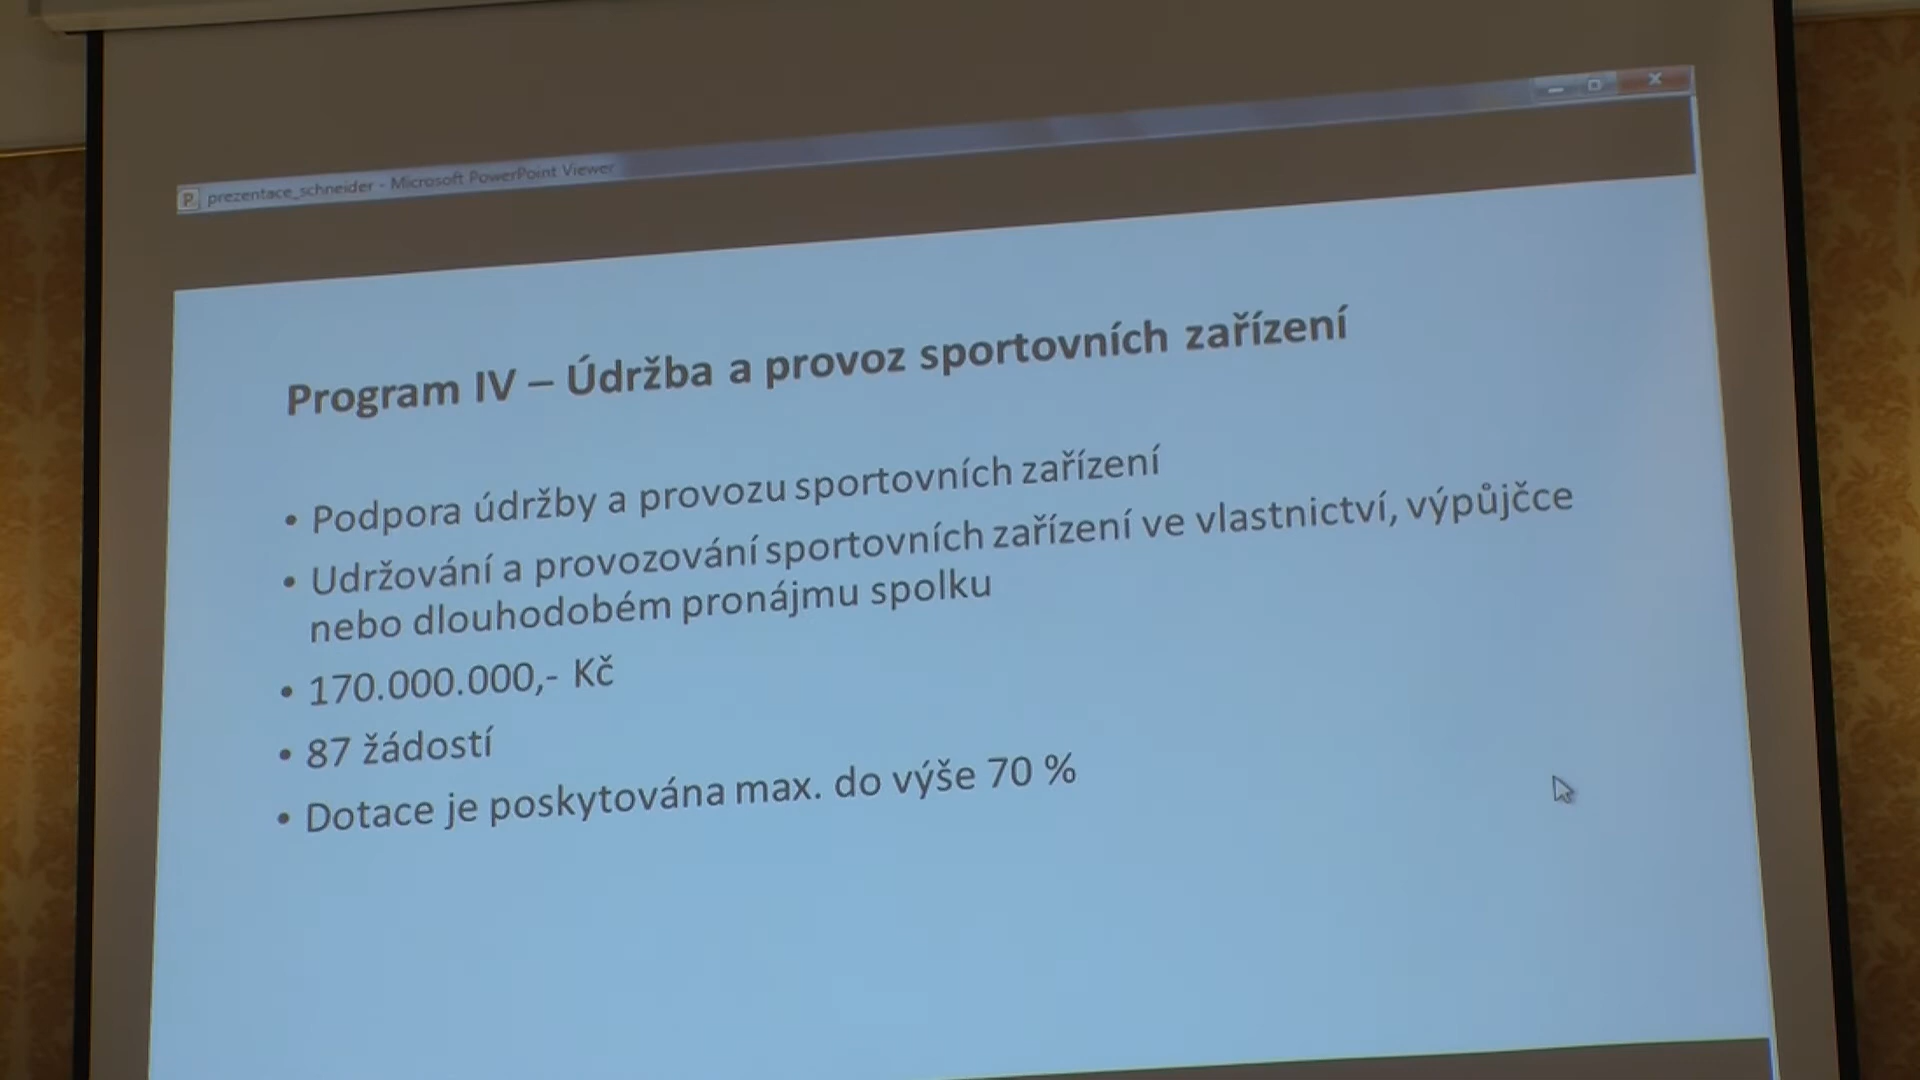 prezentace_schneider - Microsoft PowerPoint Viewer
Program IV – Údržba a provoz sportovních zařízení
• Podpora údržby a provozu sportovních zařízení
• Udržování a provozování sportovních zařízení ve vlastnictví, výpůjčce
nebo dlouhodobém pronájmu spolku
• 170.000.000,- Kč
• 87 žádostí
• Dotace je poskytována max. do výše 70 %